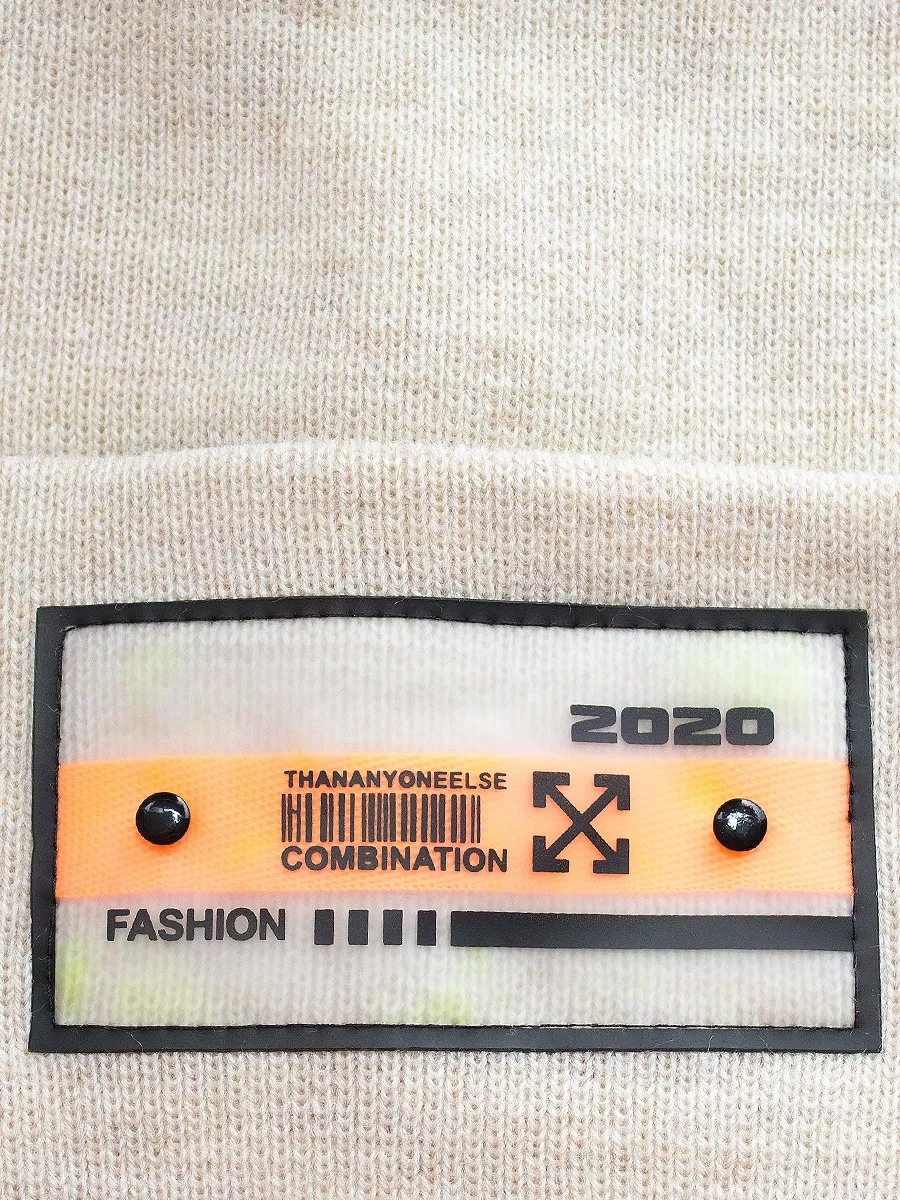 2020
THANANYONEELSE
COMBINATION
FASHION